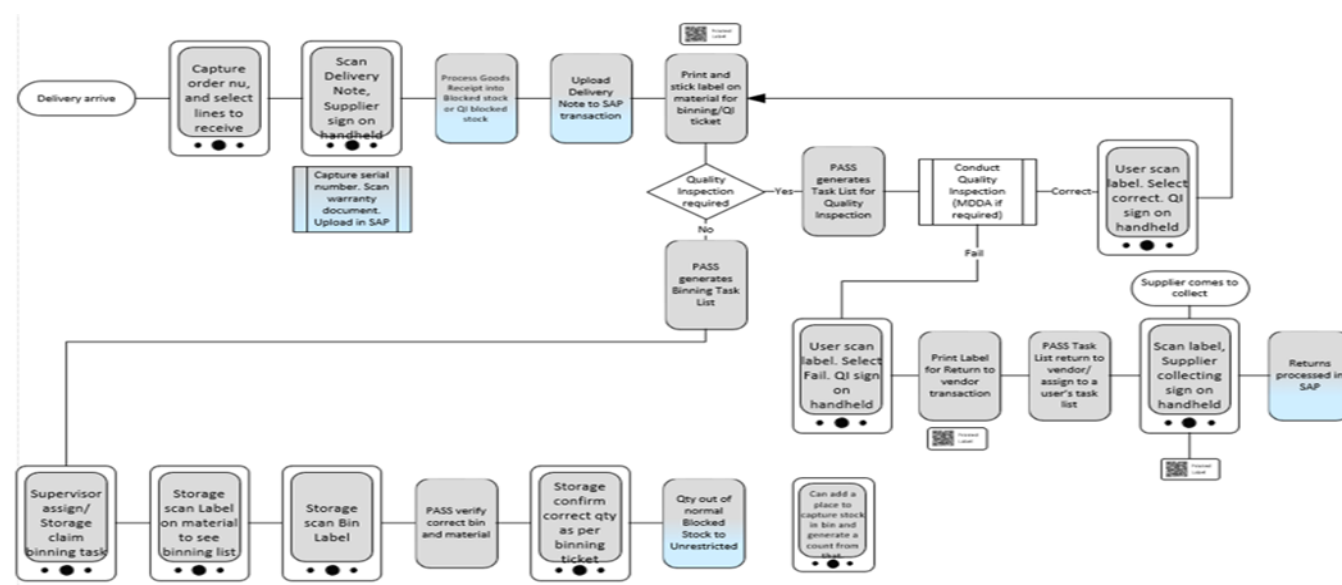 Delivery arrive
Capture
order nu,
and select
lines to
receive
Scan
Delivery
Note,
Supplier
sign on
handheld
Capture serial
number. Scan
warranty
document.
Upload in SAP
Process Goods
Receipt into
Blocked stock
or QI blocked
stock
Upload
Delivery
Note to SAP
transaction
Print and
stick label on
material for
binning/QI
ticket
Quality
Inspection
required
Yes
No
PASS
generates
Task List for
Quality
Inspection
Conduct
Quality
Inspection
(MDDA if
required)
Correct
User scan
label. Select
correct. QI
sign on
handheld
Fail
PASS
generates
Binning Task
List
User scan
label. Select
Fail. QI sign
on
handheld
Print Label
for Return to
vendor
transaction
PASS Task
List return to
vendor/
assign to a
user's task
list
Supplier comes to
collect
Scan label,
Supplier
collecting
sign on
handheld
Returns
processed in
SAP
Supervisor
assign/
Storage
claim
binning task
Storage
scan Label
on material
to see
binning list
Storage
scan Bin
Label
PASS verify
correct bin
and material
Storage
confirm
correct qty
as per
binning
ticket
Qty out of
normal
Blocked
Stock to
Unrestricted
Can add a
place to
capture stock
in bin and
generate a
count from